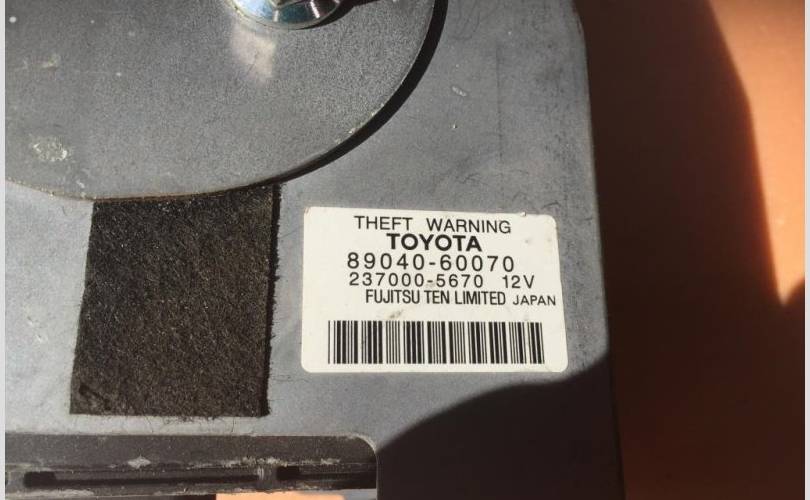 THEFT WARNING
TOYOTA
89040-60070
237000-5670 12V
FUJITSU TEN LIMITED JAPAN